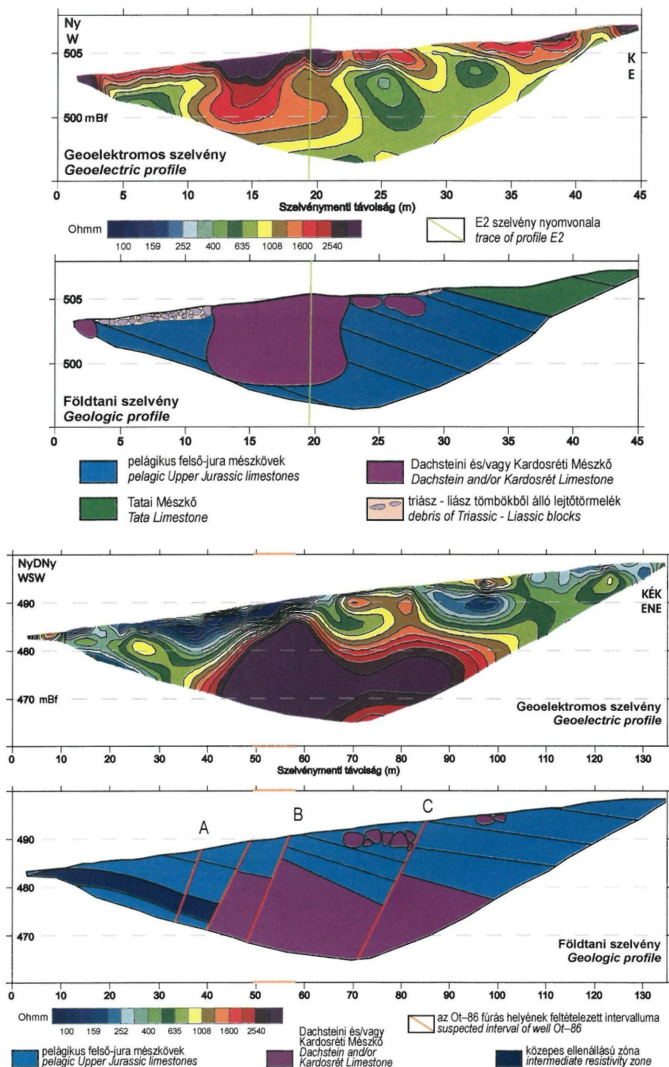 Ny
W
505
K
E
500 mBf
Geoelektromos szelvény
Geoelectric profile
0 5 10 15 20 25 30 35 40 45
Szelvénymenti távolság (m)
Ohmm
100 159 252 400 635 1008 1600 2540
E2 szelvény nyomvonala
trace of profile E2
505
500
Földtani szelvény
Geologic profile
0 5 10 15 20 25 30 35 40 45
pelágikus felső-jura mészkövek
pelagic Upper Jurassic limestones
Dachsteini és/vagy Kardosréti Mészkő
Dachstein and/or Kardosrét Limestone
Tatai Mészkő
Tata Limestone
triász - liász tömbökből álló lejtőtörmelék
debris of Triassic - Liassic blocks
NyDNy
WSW
490
KÉK
ENE
480
470 mBf
Geoelektromos szelvény
Geoelectric profile
0 10 20 30 40 50 60 70 80 90 100 110 120 130
Szelvénymenti távolság (m)
A B C
490
480
470
Földtani szelvény
Geologic profile
0 10 20 30 40 50 60 70 80 90 100 110 120 130
Ohmm
100 159 252 400 635 1008 1600 2540
az Ot–86 fúrás helyének feltételezett intervalluma
suspected interval of well Ot–86
pelágikus felső-jura mészkövek
pelagic Upper Jurassic limestones
Dachsteini és/vagy
Kardosréti Mészkő
Dachstein and/or
Kardosrét Limestone
közepes ellenállású zóna
intermediate resistivity zone